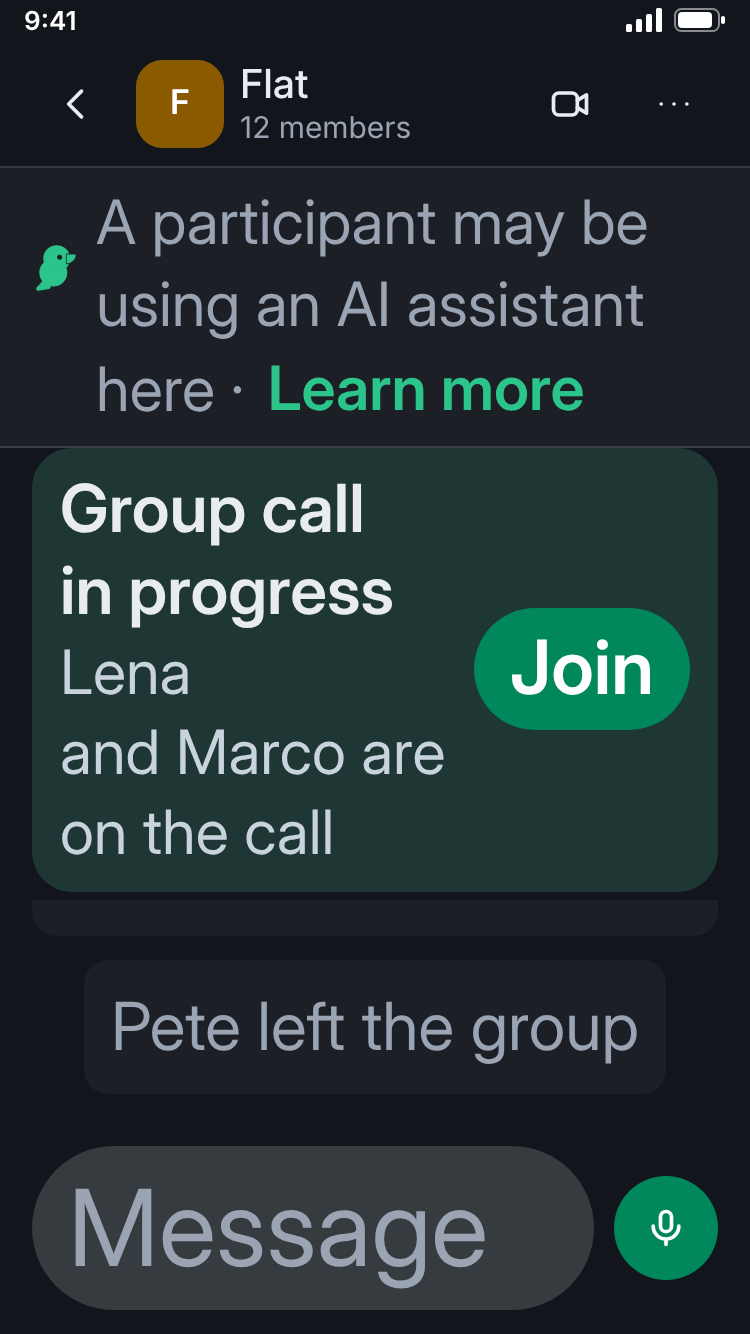 9:41
F
Flat
12 members
A participant may be
using an AI assistant
here · Learn more
Group call
in progress
Lena
and Marco are
on the call
Join
Pete left the group
Message